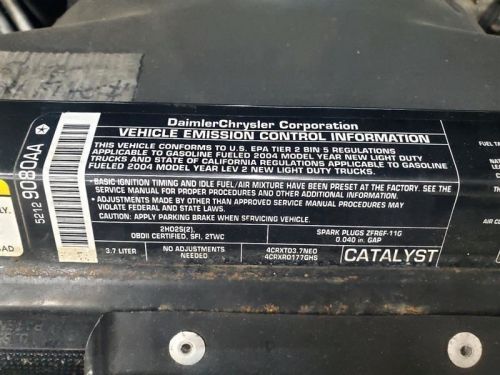 DaimlerChrysler Corporation
VEHICLE EMISSION CONTROL INFORMATION
THIS VEHICLE CONFORMS TO U.S. EPA TIER 2 BIN 5 REGULATIONS
APPLICABLE TO GASOLINE FUELED 2004 MODEL YEAR NEW LIGHT DUTY
TRUCKS AND STATE OF CALIFORNIA REGULATIONS APPLICABLE TO GASOLINE
FUELED 2004 MODEL YEAR LEV 2 NEW LIGHT DUTY TRUCKS.
• BASIC IGNITION TIMING AND IDLE FUEL/AIR MIXTURE HAVE BEEN PRESET AT THE FACTORY. SEE
THE SERVICE MANUAL FOR PROPER PROCEDURES AND OTHER ADDITIONAL INFORMATION.
• ADJUSTMENTS MADE BY OTHER THAN APPROVED SERVICE MANUAL PROCEDURES MAY VIOLATE
FEDERAL AND STATE LAWS.
CAUTION: APPLY PARKING BRAKE WHEN SERVICING VEHICLE.
2HO2S(2),
OBDII CERTIFIED, SFI, 2TWC
SPARK PLUGS ZFR6F-11G
0.040 in. GAP
3.7 LITER
NO ADJUSTMENTS
NEEDED
4CRXT03.7NE0
4CRXR0177GHS
CATALYST
5212 9080AA
FUEL TA
NLY.
AD